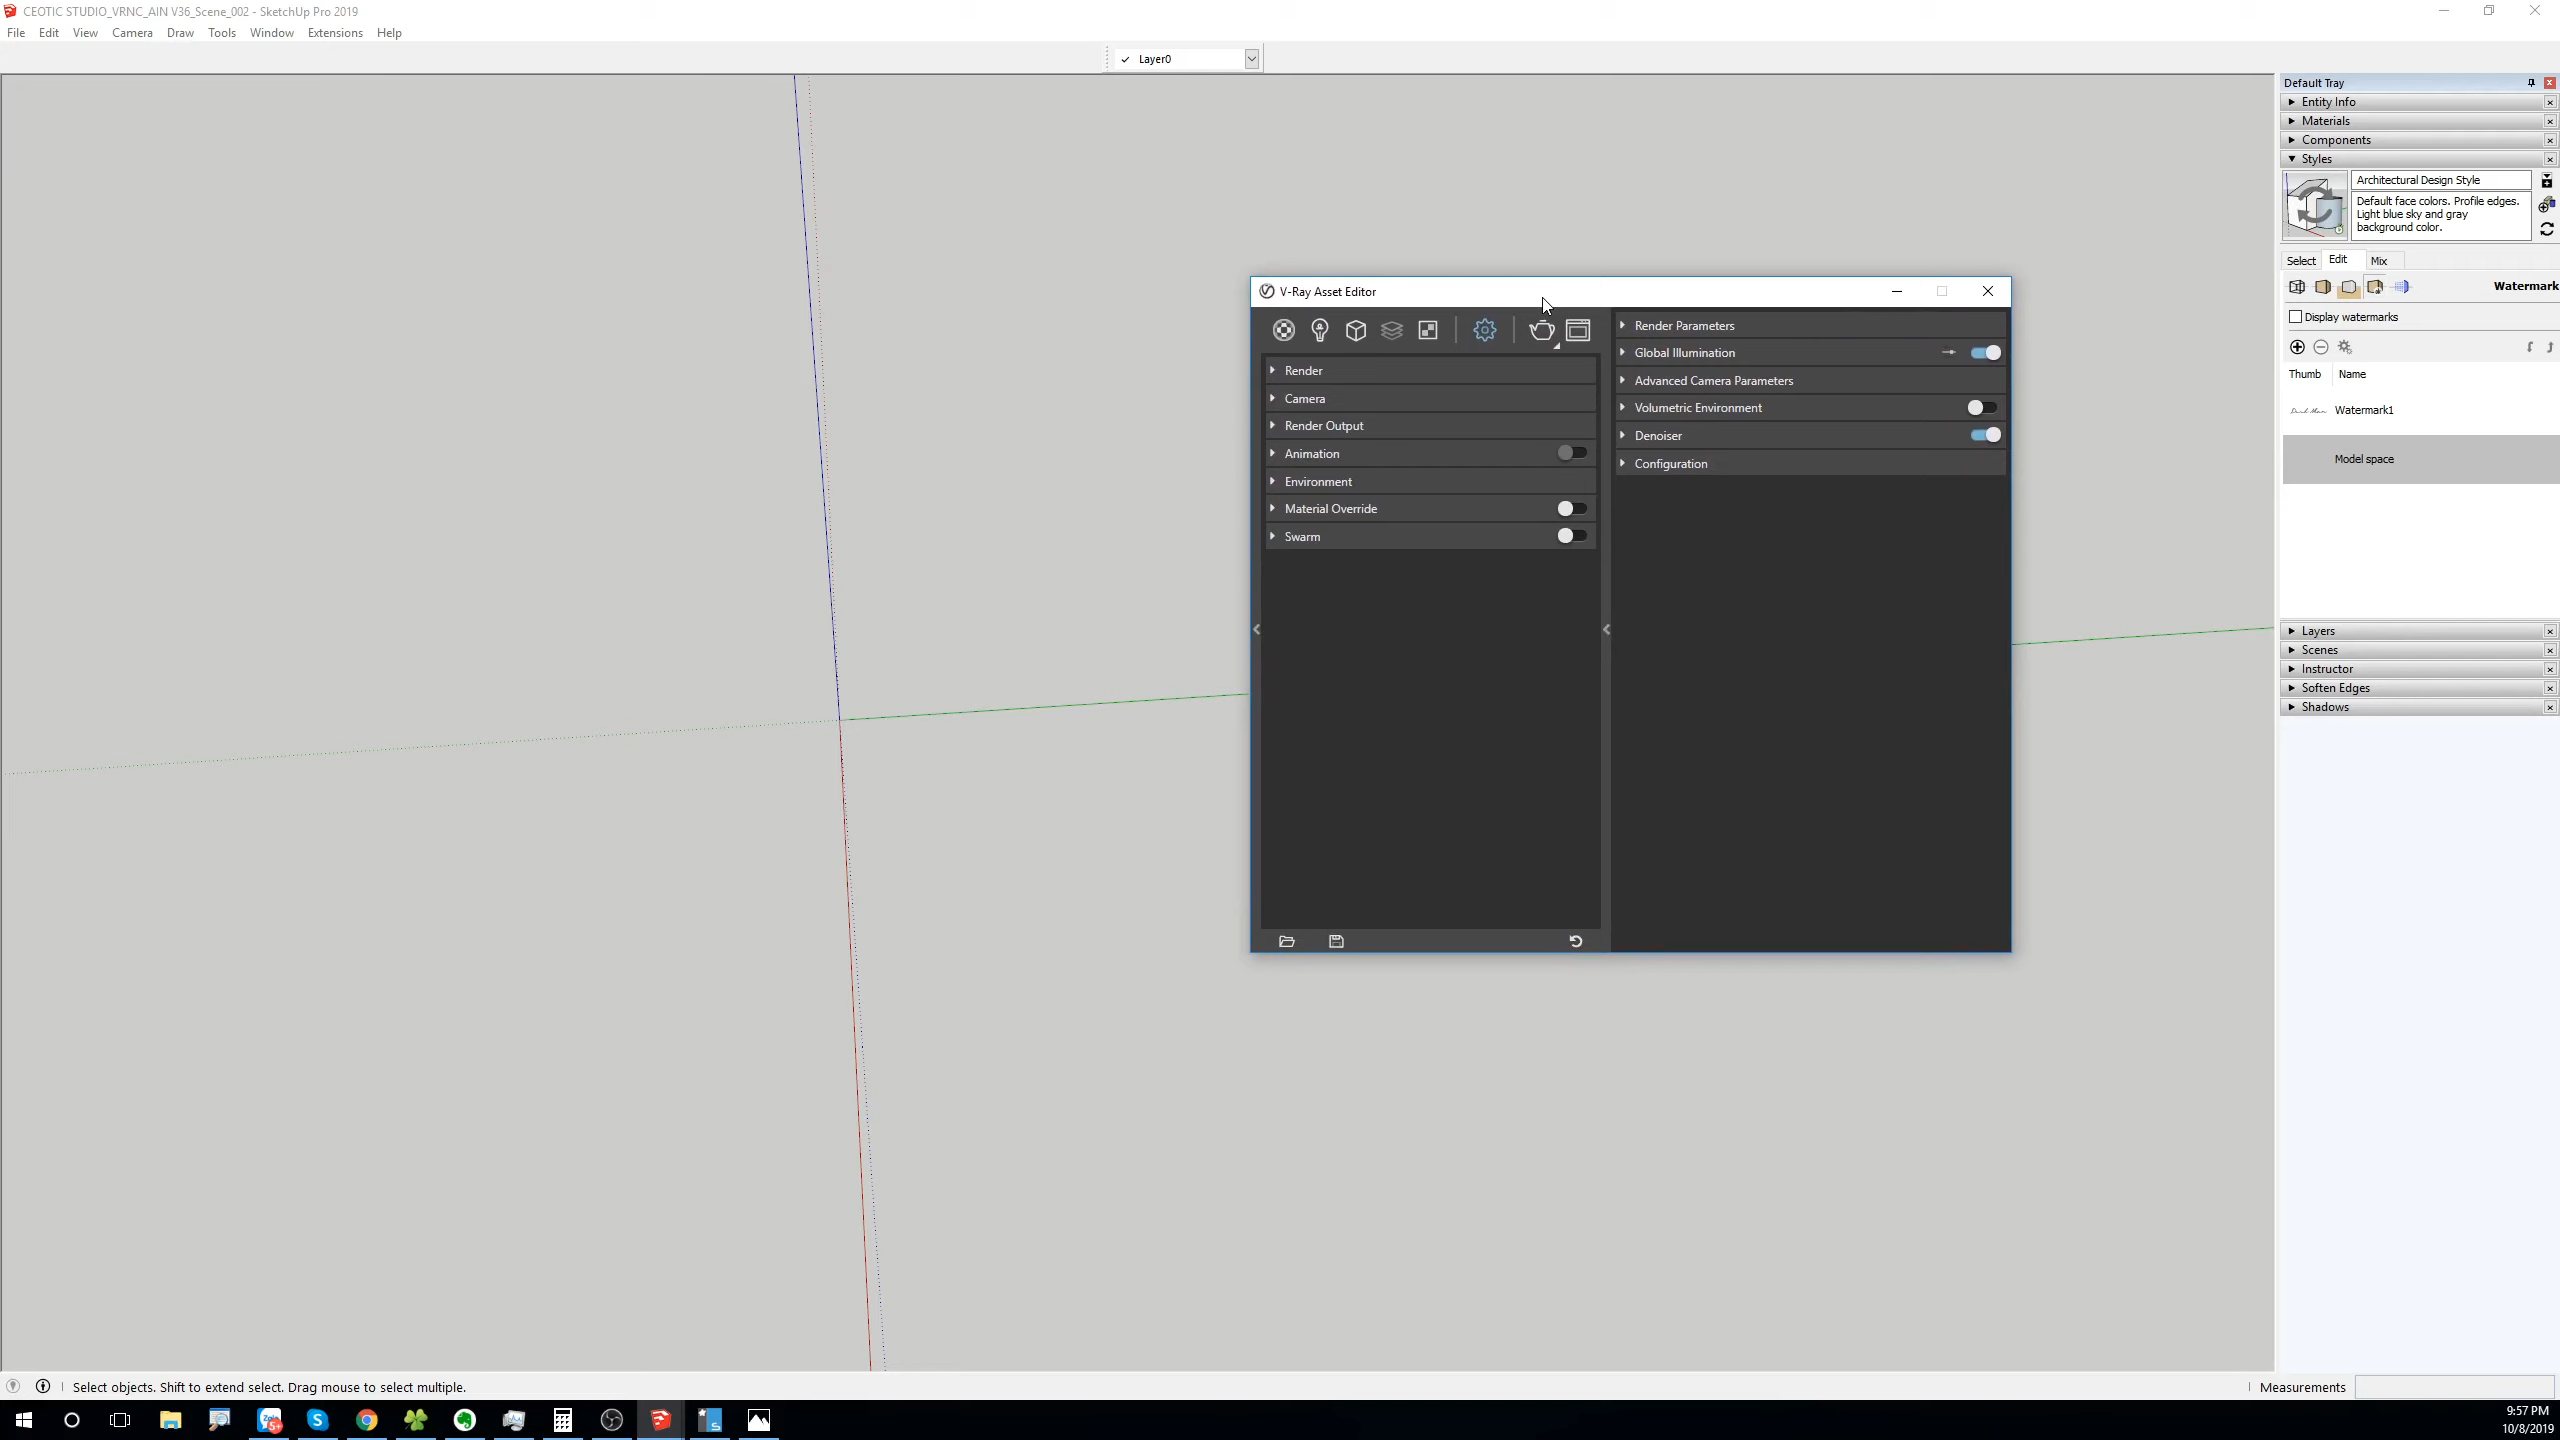 CEOTIC STUDIO_VRNC_AIN V36_Scene_002 - SketchUp Pro 2019
File Edit View Camera Draw Tools Window Extensions Help
Layer0
Default Tray
Entity Info
Materials
Components
Styles
Architectural Design Style
Default face colors. Profile edges.
Light blue sky and gray
background color.
Select Edit Mix
Watermark
Display watermarks
Thumb Name
Watermark1
Model space
Layers
Scenes
Instructor
Soften Edges
Shadows
V-Ray Asset Editor
Render
Camera
Render Output
Animation
Environment
Material Override
Swarm
Render Parameters
Global Illumination
Advanced Camera Parameters
Volumetric Environment
Denoiser
Configuration
Select objects. Shift to extend select. Drag mouse to select multiple.
Measurements
Zalo
5+
9:57 PM
10/8/2019